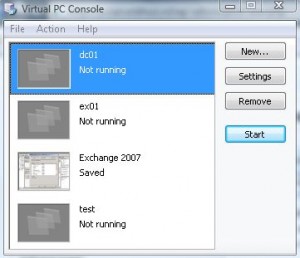 Virtual PC Console
File Action Help
dc01
Not running
New...
Settings
Remove
Start
ex01
Not running
Exchange 2007
Saved
test
Not running